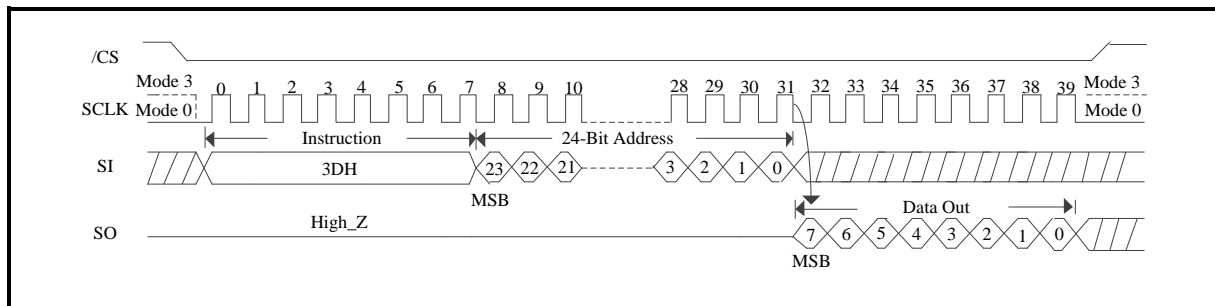 /CS
Mode 3 0 1 2 3 4 5 6 7 8 9 10 28 29 30 31 32 33 34 35 36 37 38 39 Mode 3
SCLK
Mode 0 Mode 0
Instruction 24-Bit Address
SI 3DH 23 22 21 3 2 1 0
MSB Data Out
High_Z
SO 7 6 5 4 3 2 1 0
MSB